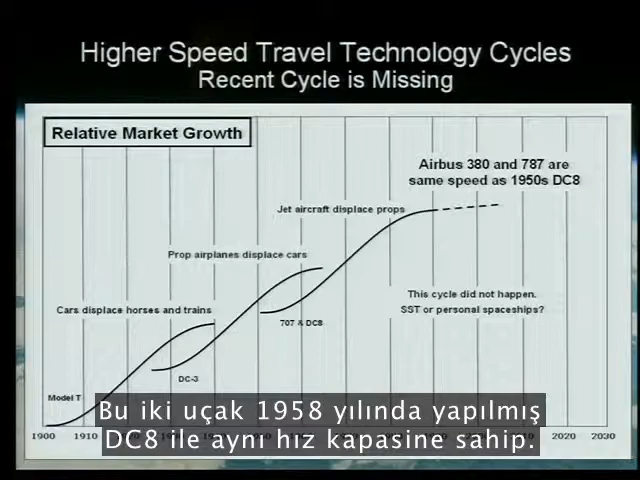 Higher Speed Travel Technology Cycles
Recent Cycle is Missing
Relative Market Growth
Airbus 380 and 787 are
same speed as 1950s DC8
Jet aircraft displace props
Prop airplanes displace cars
This cycle did not happen.
SST or personal spaceships?
Cars displace horses and trains
707 & DC8
DC-3
Model T
Bu iki uçak 1958 yılında yapılmış
DC8 ile aynı hız kapasine sahip.
1900 1910 2020 2030